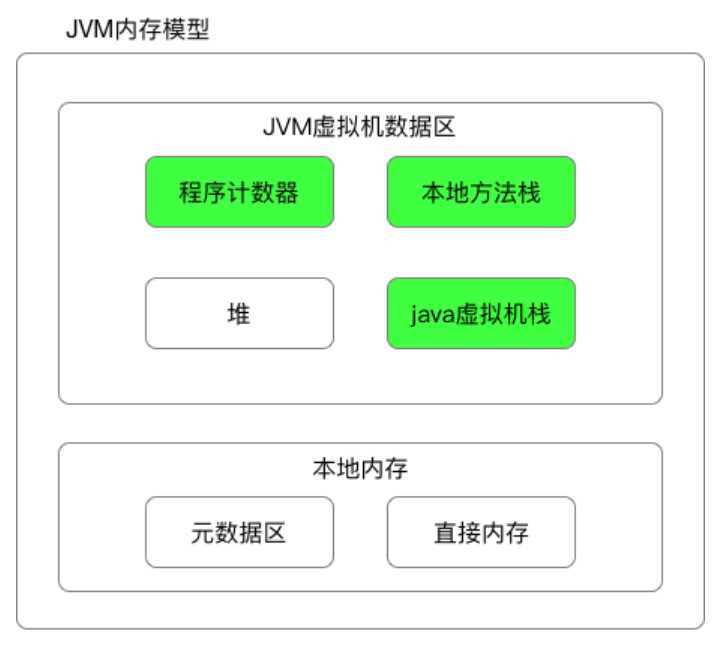 JVM内存模型
JVM虚拟机数据区
程序计数器
本地方法栈
堆
java虚拟机栈
本地内存
元数据区
直接内存